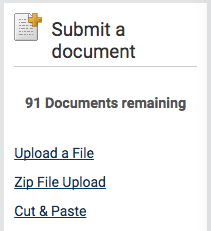 Submit a
document
91 Documents remaining
Upload a File
Zip File Upload
Cut & Paste